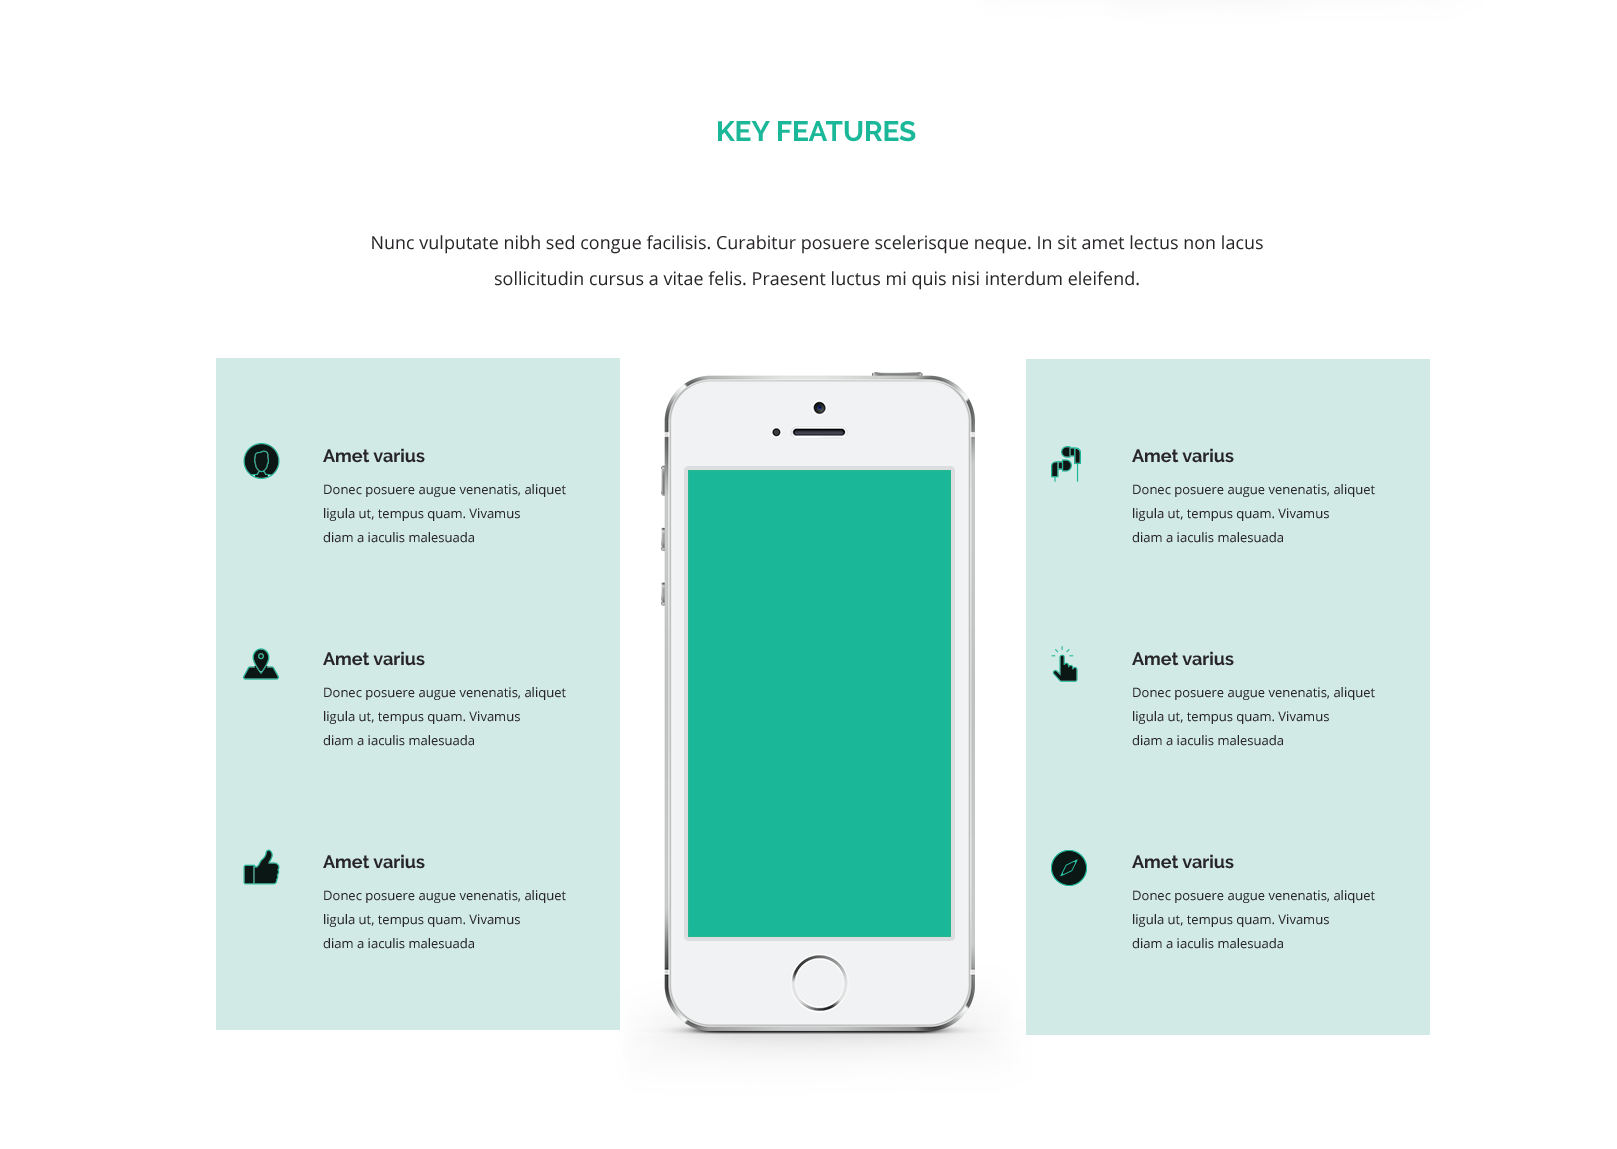 KEY FEATURES
Nunc vulputate nibh sed congue facilisis. Curabitur posuere scelerisque neque. In sit amet lectus non lacus
sollicitudin cursus a vitae felis. Praesent luctus mi quis nisi interdum eleifend.
Amet varius
Donec posuere augue venenatis, aliquet
ligula ut, tempus quam. Vivamus
diam a iaculis malesuada
Amet varius
Donec posuere augue venenatis, aliquet
ligula ut, tempus quam. Vivamus
diam a iaculis malesuada
Amet varius
Donec posuere augue venenatis, aliquet
ligula ut, tempus quam. Vivamus
diam a iaculis malesuada
Amet varius
Donec posuere augue venenatis, aliquet
ligula ut, tempus quam. Vivamus
diam a iaculis malesuada
Amet varius
Donec posuere augue venenatis, aliquet
ligula ut, tempus quam. Vivamus
diam a iaculis malesuada
Amet varius
Donec posuere augue venenatis, aliquet
ligula ut, tempus quam. Vivamus
diam a iaculis malesuada